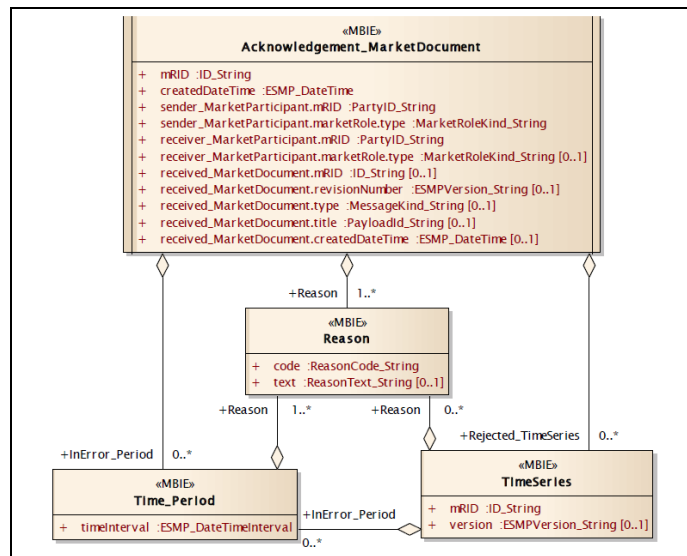 «MBIE»
Acknowledgement_MarketDocument
+ mRID :ID_String
+ createdDateTime :ESMP_DateTime
+ sender_MarketParticipant.mRID :PartyID_String
+ sender_MarketParticipant.marketRole.type :MarketRoleKind_String
+ receiver_MarketParticipant.mRID :PartyID_String
+ receiver_MarketParticipant.marketRole.type :MarketRoleKind_String [0..1]
+ received_MarketDocument.mRID :ID_String [0..1]
+ received_MarketDocument.revisionNumber :ESMPVersion_String [0..1]
+ received_MarketDocument.type :MessageKind_String [0..1]
+ received_MarketDocument.title :PayloadId_String [0..1]
+ received_MarketDocument.createdDateTime :ESMP_DateTime [0..1]
+Reason 1..*
«MBIE»
Reason
+ code :ReasonCode_String
+ text :ReasonText_String [0..1]
+Reason 1..* +Reason 0..*
+InError_Period 0..* +Rejected_TimeSeries 0..*
«MBIE»
Time_Period
+ timeInterval :ESMP_DateTimeInterval
+InError_Period
0..*
«MBIE»
TimeSeries
+ mRID :ID_String
+ version :ESMPVersion_String [0..1]